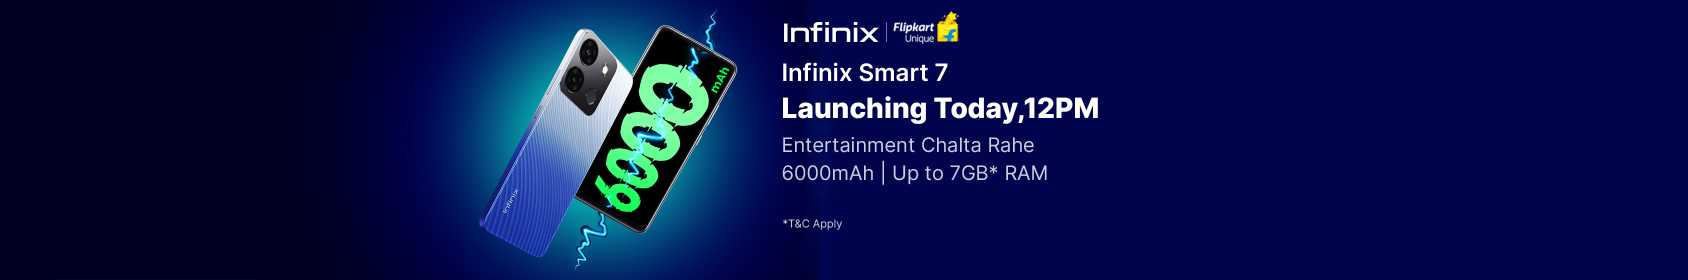 Infinix
6000
mAh
Infinix | Flipkart
Unique
Infinix Smart 7
Launching Today,12PM
Entertainment Chalta Rahe
6000mAh | Up to 7GB* RAM
*T&C Apply